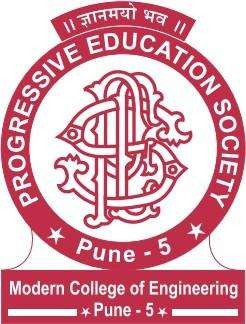 ॥ ज्ञानमयो भव ॥
PROGRESSIVE EDUCATION SOCIETY
Pune - 5
Modern College of Engineering
Pune - 5